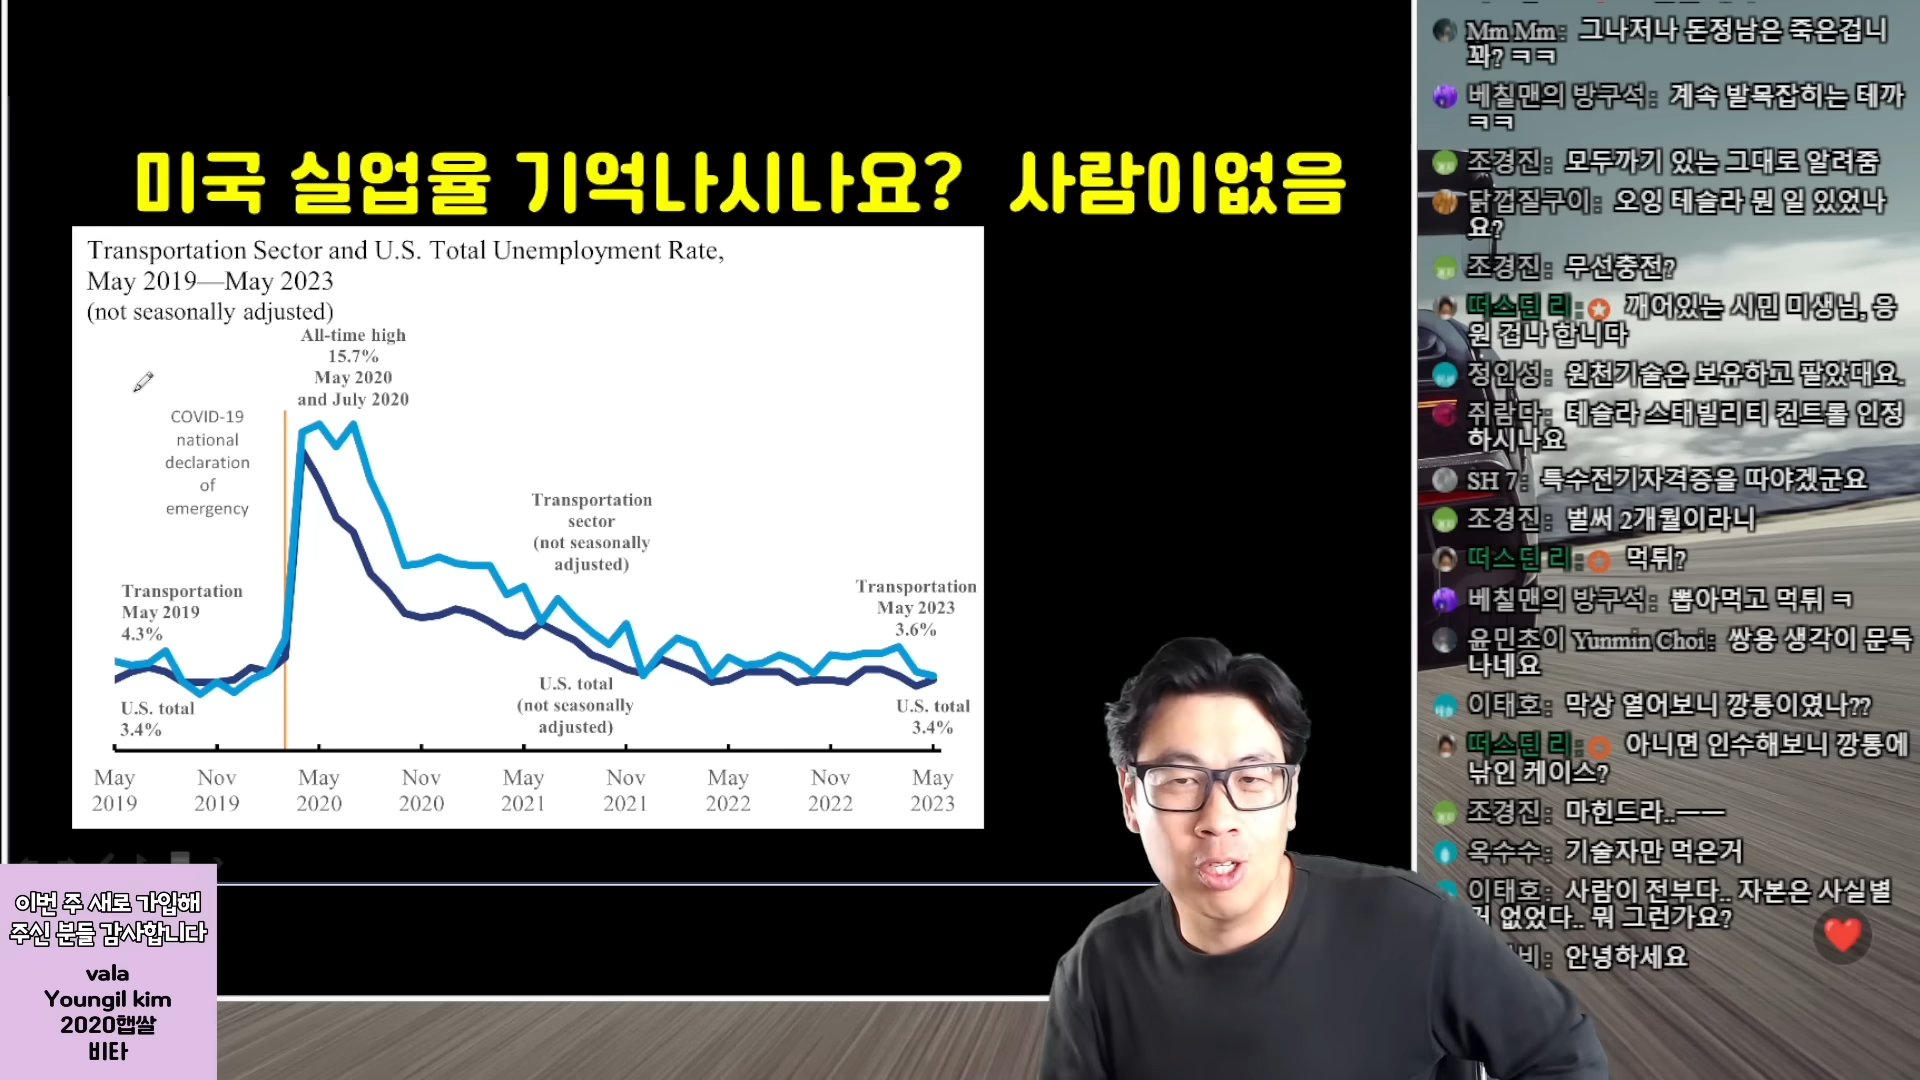 미국 실업율 기억나시나요? 사람이없음
Transportation Sector and U.S. Total Unemployment Rate,
May 2019—May 2023
(not seasonally adjusted)
All-time high
15.7%
May 2020
and July 2020
COVID-19
national
declaration
of
emergency
Transportation
sector
(not seasonally
adjusted)
Transportation
May 2019
4.3%
Transportation
May 2023
3.6%
U.S. total
3.4%
U.S. total
(not seasonally
adjusted)
U.S. total
3.4%
May Nov May Nov May Nov May Nov May
2019 2019 2020 2020 2021 2021 2022 2022 2023
이번 주 새로 가입해
주신 분들 감사합니다
vala
Youngil kim
2020햅쌀
비타
Mm Mm: 그나저나 돈정남은 죽은겁니
꽈? ㅋㅋ
베칠맨의 방구석: 계속 발목잡히는 테까
ㅋㅋ
조경진: 모두까기 있는 그대로 알려줌
닭껍질구이: 오잉 테슬라 뭔 일 있었나
요?
조경진: 무선충전?
떠스딘 리: 깨어있는 시민 미생님, 응
원 겁나 합니다
정인성: 원천기술은 보유하고 팔았대요.
쥐람다: 테슬라 스태빌리티 컨트롤 인정
하시나요
SH 7: 특수전기자격증을 따야겠군요
조경진: 벌써 2개월이라니
떠스딘 리: 먹튀?
베칠맨의 방구석: 뽑아먹고 먹튀 ㅋ
윤민초이 Yunmin Choi: 쌍용 생각이 문득
나네요
이태호: 막상 열어보니 깡통이였나??
떠스딘 리: 아니면 인수해보니 깡통에
낚인 케이스?
조경진: 마힌드라..ㅡㅡ
옥수수: 기술자만 먹은거
이태호: 사람이 전부다.. 자본은 사실별
거 없었다.. 뭐 그런가요?
비: 안녕하세요